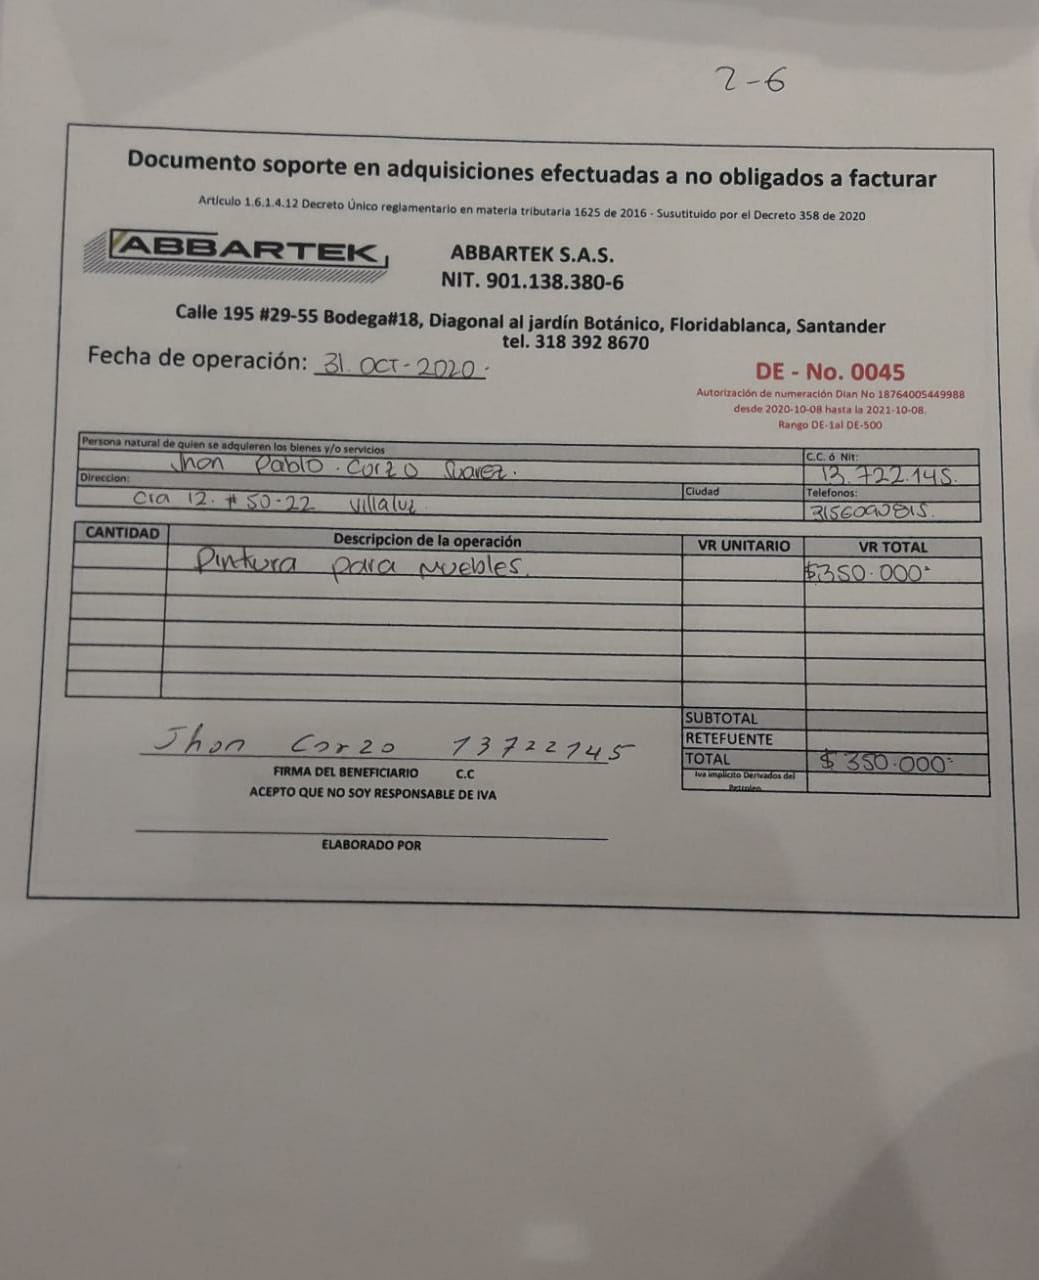 2-6
Documento soporte en adquisiciones efectuadas a no obligados a facturar
Artículo 1.6.1.4.12 Decreto Único reglamentario en materia tributaria 1625 de 2016 - Susutituido por el Decreto 358 de 2020
ABBARTEK
ABBARTEK S.A.S.
NIT. 901.138.380-6
Calle 195 #29-55 Bodega#18, Diagonal al jardín Botánico, Floridablanca, Santander
tel. 318 392 8670
Fecha de operación: 31. OCT-2020.
DE - No. 0045
Autorización de numeración Dian No 18764005449988
desde 2020-10-08 hasta la 2021-10-08.
Rango DE-1al DE-500
Persona natural de quien se adquieren los bienes y/o servicios
C.C. ó Nit:
Jhon Pablo. Corzo Suarez.
13.722.145.
Direccion:
Ciudad
Telefonos:
Cra 12. # 50-22 Villaluz.
CANTIDAD Descripcion de la operación VR UNITARIO VR TOTAL
Pintura para muebles. $350.000=
SUBTOTAL
RETEFUENTE
TOTAL $ 350.000=
Iva implicito Derivados del
Jhon Corzo 13722145
FIRMA DEL BENEFICIARIO C.C
ACEPTO QUE NO SOY RESPONSABLE DE IVA
ELABORADO POR